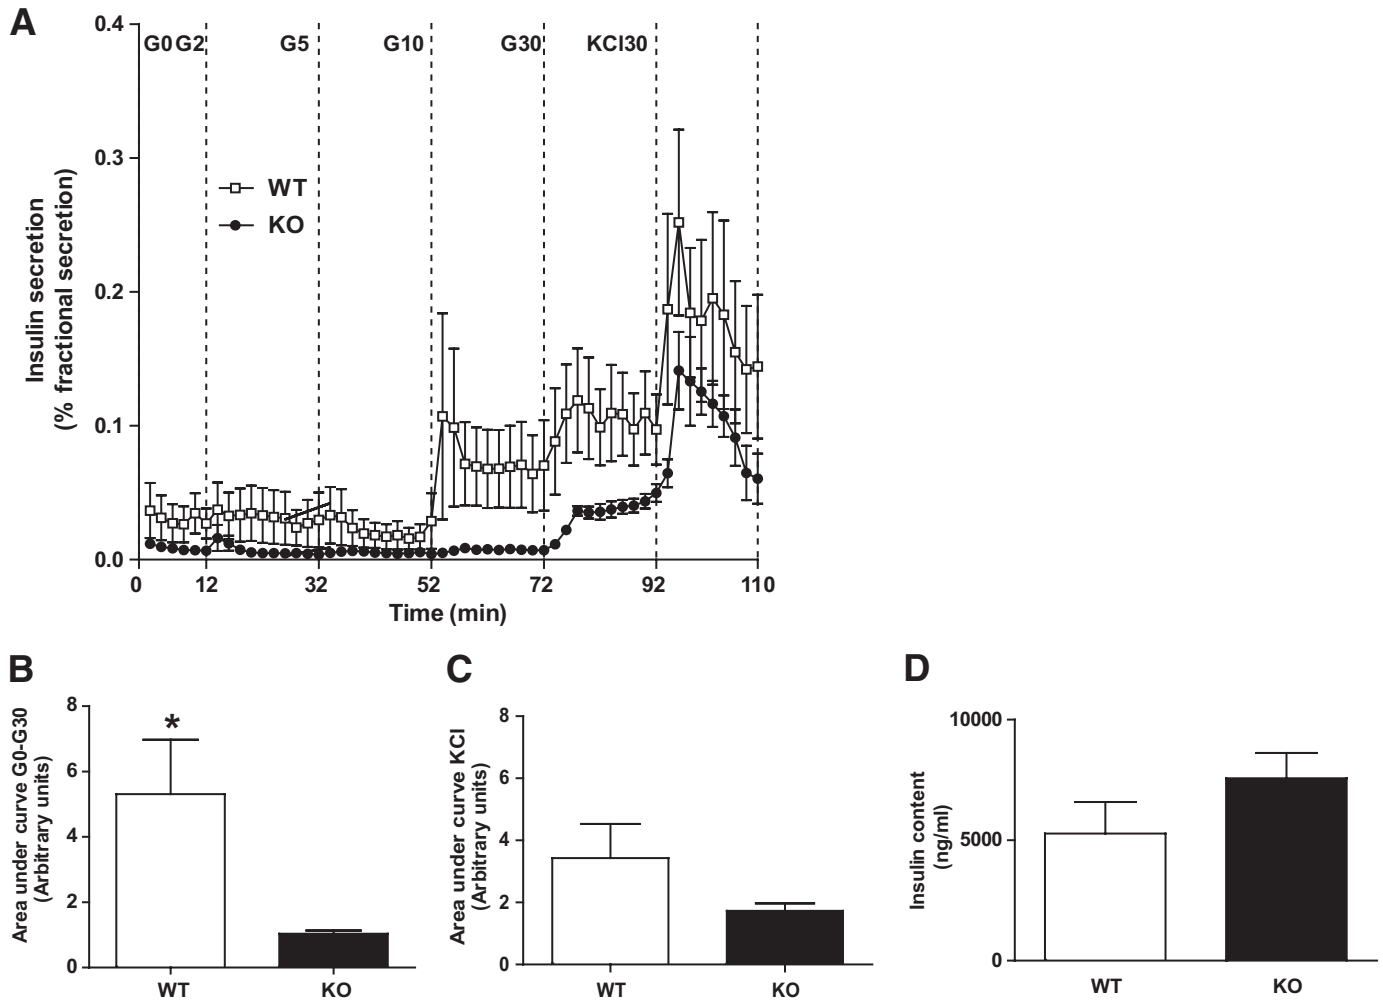 A
0.4
G0 G2 G5 G10 G30 KCl30
0.3
WT
KO
0.2
0.1
0.0
Insulin secretion
(% fractional secretion)
0 12 32 52 72 92 110
Time (min)
B
Area under curve G0-G30
(Arbitrary units)
8
6
4
2
0
*
WT KO
C
Area under curve KCl
(Arbitrary units)
8
6
4
2
0
WT KO
D
Insulin content
(ng/ml)
10000
5000
0
WT KO